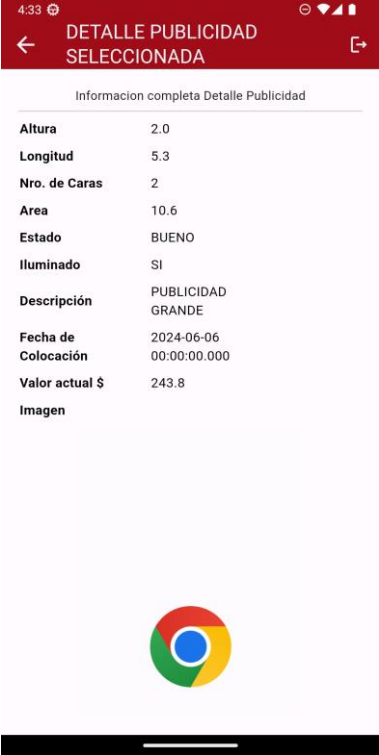 4:33
DETALLE PUBLICIDAD
SELECCIONADA
Informacion completa Detalle Publicidad
Altura 2.0
Longitud 5.3
Nro. de Caras 2
Area 10.6
Estado BUENO
Iluminado SI
Descripción PUBLICIDAD
GRANDE
Fecha de 2024-06-06
Colocación 00:00:00.000
Valor actual $ 243.8
Imagen